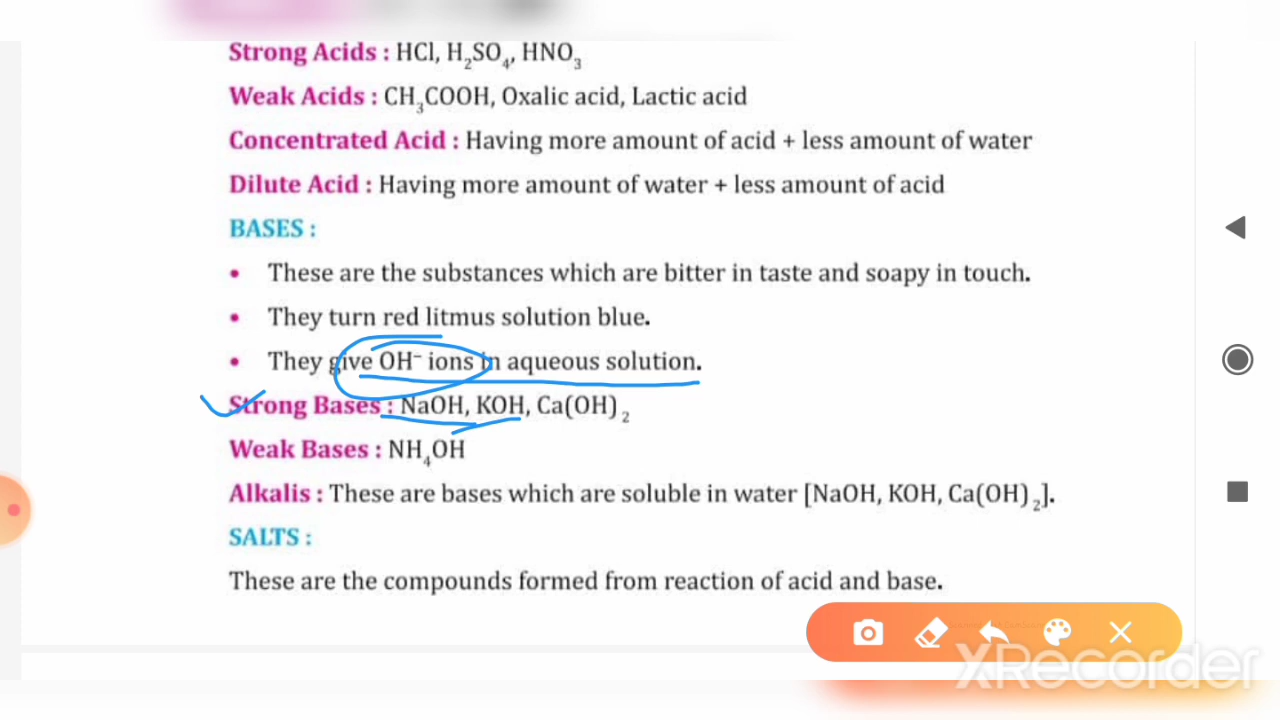 Strong Acids : HCl, H₂SO₄, HNO₃
Weak Acids : CH₃COOH, Oxalic acid, Lactic acid
Concentrated Acid : Having more amount of acid + less amount of water
Dilute Acid : Having more amount of water + less amount of acid
BASES :
• These are the substances which are bitter in taste and soapy in touch.
• They turn red litmus solution blue.
• They give OH⁻ ions in aqueous solution.
Strong Bases : NaOH, KOH, Ca(OH)₂
Weak Bases : NH₄OH
Alkalis : These are bases which are soluble in water [NaOH, KOH, Ca(OH)₂].
SALTS :
These are the compounds formed from reaction of acid and base.
XRecorder